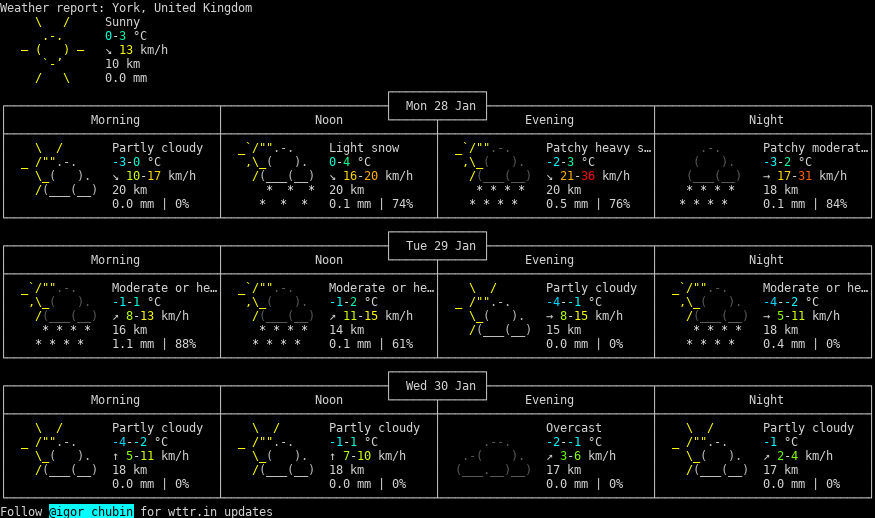 Weather report: York, United Kingdom
Sunny
0-3 °C
↘ 13 km/h
10 km
0.0 mm
Mon 28 Jan
Morning Noon Evening Night
Partly cloudy Light snow Patchy heavy s… Patchy moderat…
-3-0 °C 0-4 °C -2-3 °C -3-2 °C
↘ 10-17 km/h ↘ 16-20 km/h ↘ 21-36 km/h → 17-31 km/h
20 km 20 km 20 km 18 km
0.0 mm | 0% 0.1 mm | 74% 0.5 mm | 76% 0.1 mm | 84%
Tue 29 Jan
Morning Noon Evening Night
Moderate or he… Moderate or he… Partly cloudy Moderate or he…
-1-1 °C -1-2 °C -4--1 °C -4--2 °C
↗ 8-13 km/h ↗ 11-15 km/h → 8-15 km/h → 5-11 km/h
16 km 14 km 15 km 18 km
1.1 mm | 88% 0.1 mm | 61% 0.0 mm | 0% 0.4 mm | 0%
Wed 30 Jan
Morning Noon Evening Night
Partly cloudy Partly cloudy Overcast Partly cloudy
-4--2 °C -1-1 °C -2--1 °C -1 °C
↑ 5-11 km/h ↑ 7-10 km/h ↗ 3-6 km/h ↗ 2-4 km/h
18 km 18 km 17 km 17 km
0.0 mm | 0% 0.0 mm | 0% 0.0 mm | 0% 0.0 mm | 0%
Follow @igor_chubin for wttr.in updates